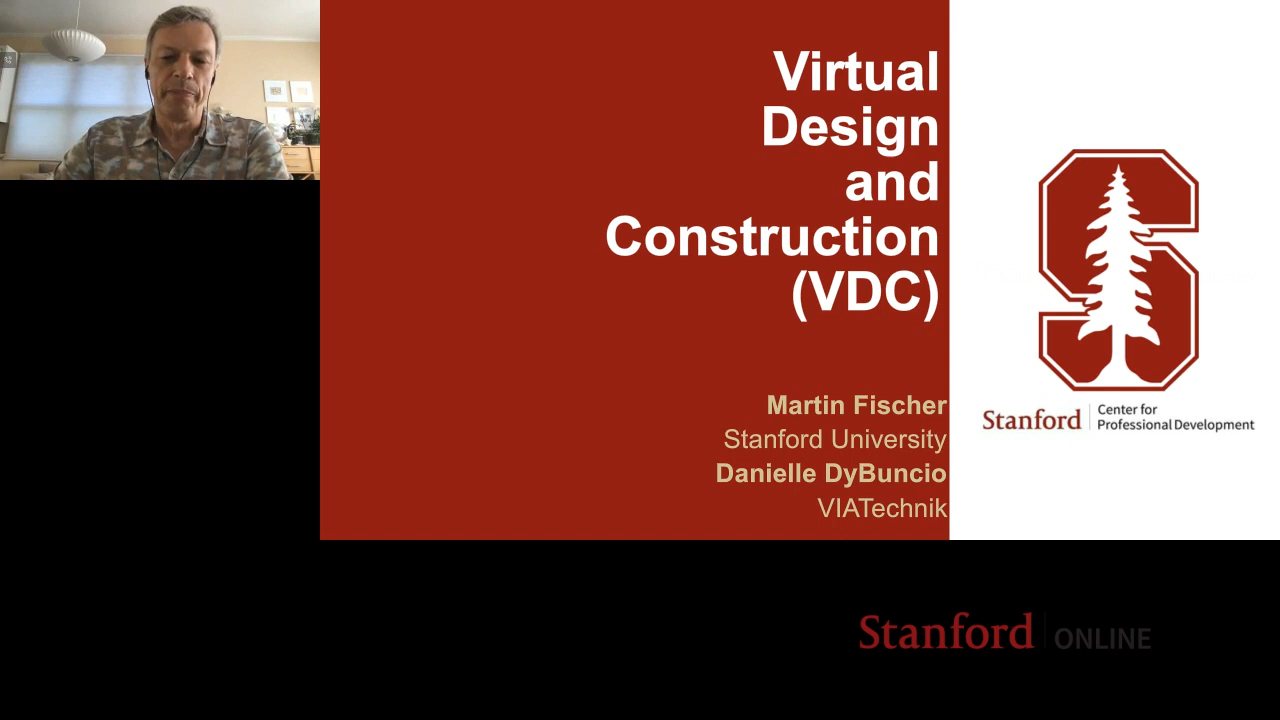 Virtual
Design
and
Construction
(VDC)
Martin Fischer
Stanford University
Danielle DyBuncio
VIATechnik
Stanford
Center for
Professional Development
Stanford ONLINE